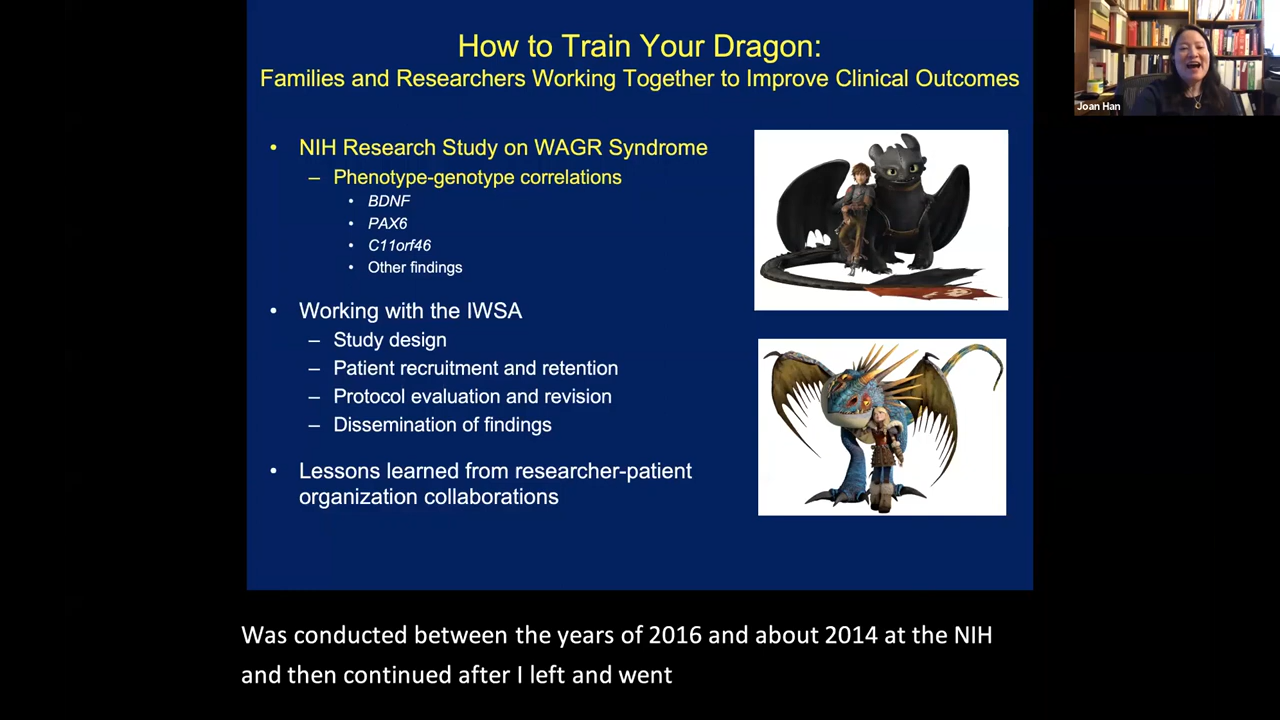 How to Train Your Dragon:
Families and Researchers Working Together to Improve Clinical Outcomes
• NIH Research Study on WAGR Syndrome
– Phenotype-genotype correlations
• BDNF
• PAX6
• C11orf46
• Other findings
• Working with the IWSA
– Study design
– Patient recruitment and retention
– Protocol evaluation and revision
– Dissemination of findings
• Lessons learned from researcher-patient
organization collaborations
Joan Han
Was conducted between the years of 2016 and about 2014 at the NIH
and then continued after I left and went